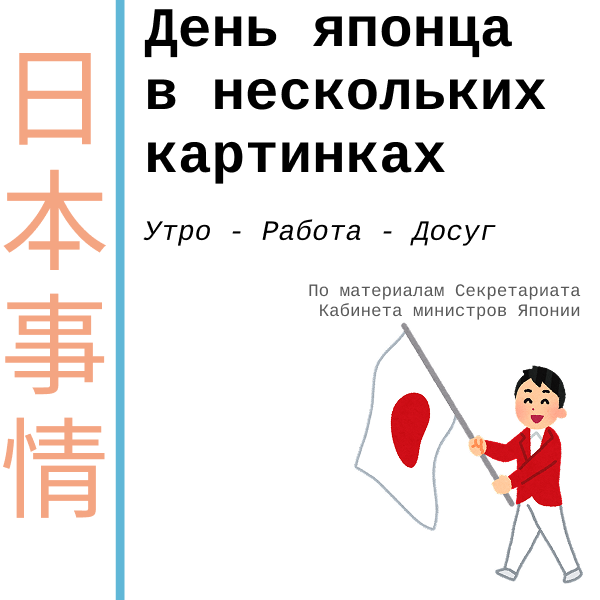 日本事情
День японца
в нескольких
картинках
Утро - Работа - Досуг
По материалам Секретариата
Кабинета министров Японии